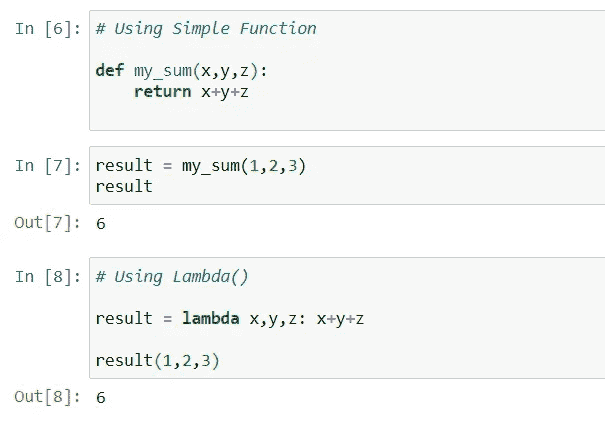 In [6]: # Using Simple Function
def my_sum(x,y,z):
    return x+y+z
In [7]: result = my_sum(1,2,3)
result
Out[7]: 6
In [8]: # Using Lambda()
result = lambda x,y,z: x+y+z
result(1,2,3)
Out[8]: 6